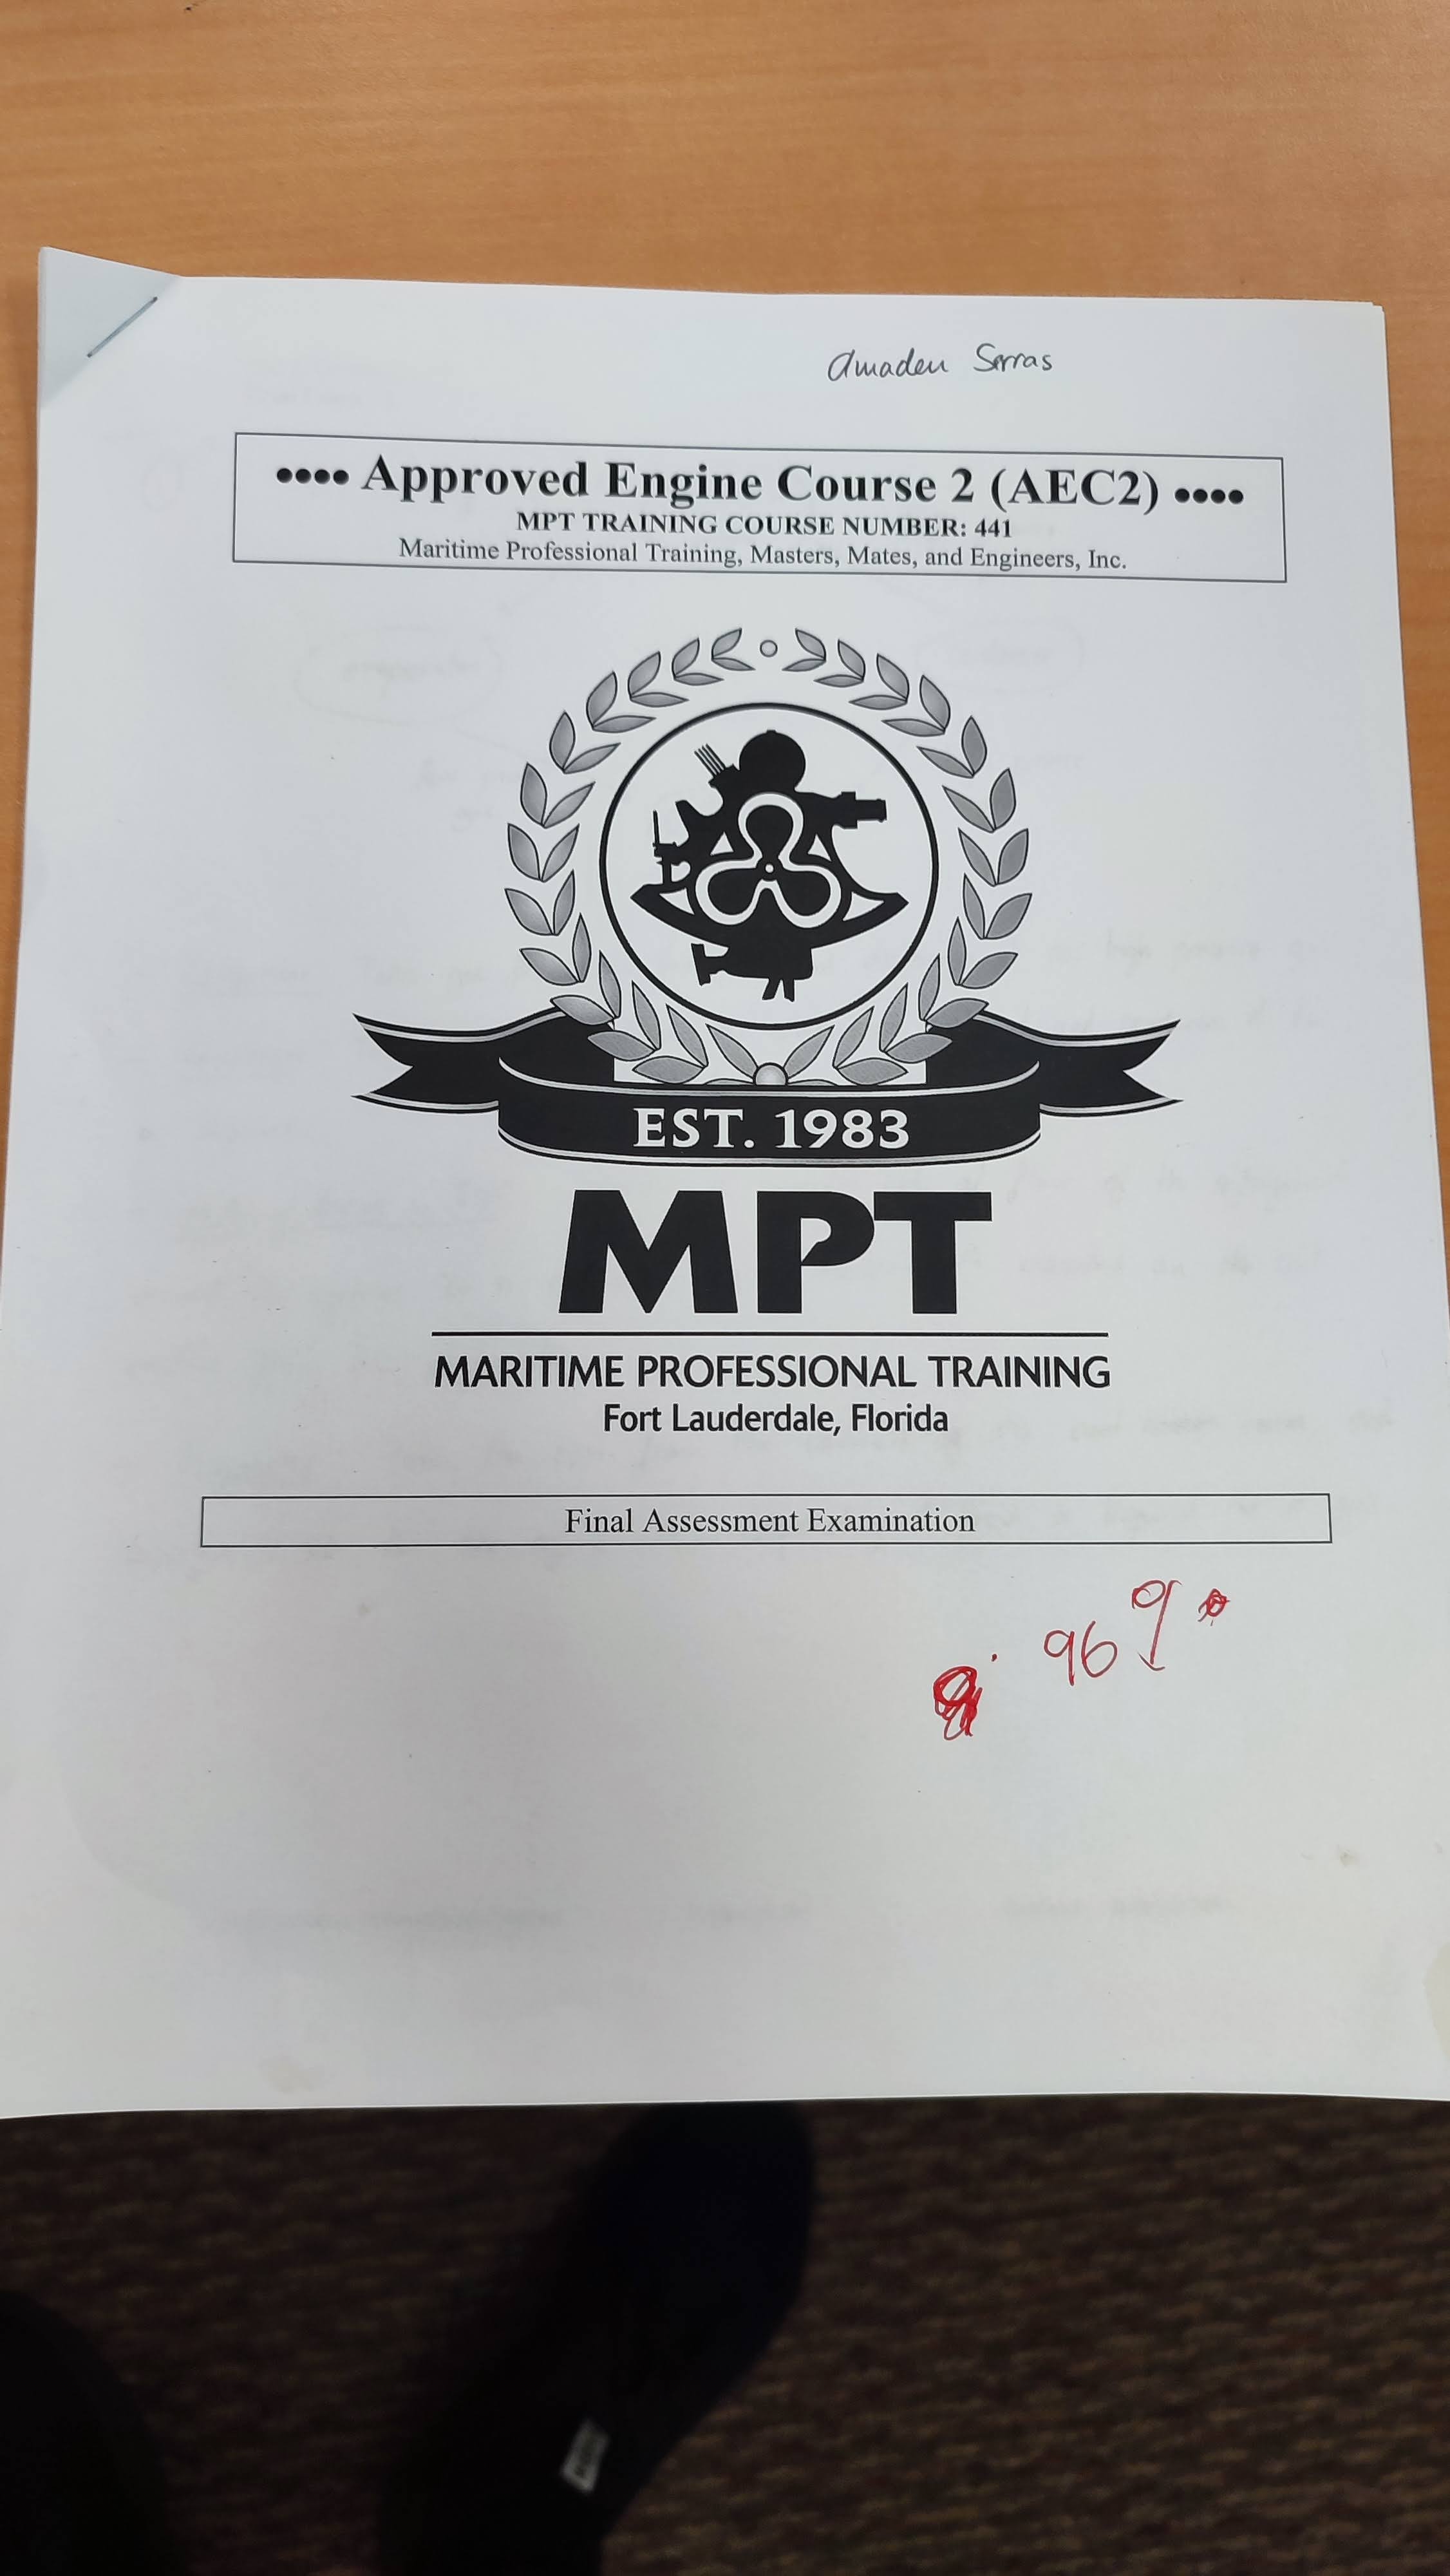 Amadeu Serras
•••• Approved Engine Course 2 (AEC2) ••••
MPT TRAINING COURSE NUMBER: 441
Maritime Professional Training, Masters, Mates, and Engineers, Inc.
EST. 1983
MPT
MARITIME PROFESSIONAL TRAINING
Fort Lauderdale, Florida
Final Assessment Examination
96